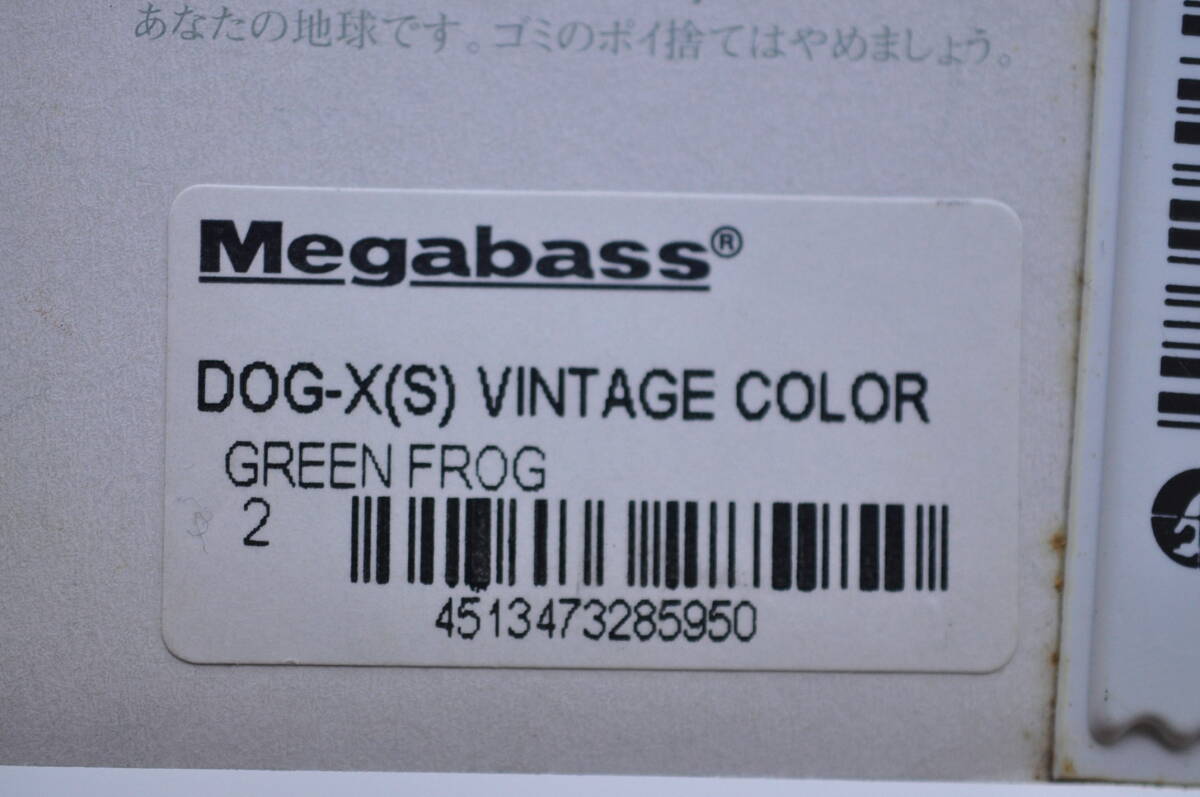 あなたの地球です。ゴミのポイ捨てはやめましょう。
Megabass®
DOG-X(S) VINTAGE COLOR
GREEN FROG
2
4513473285950